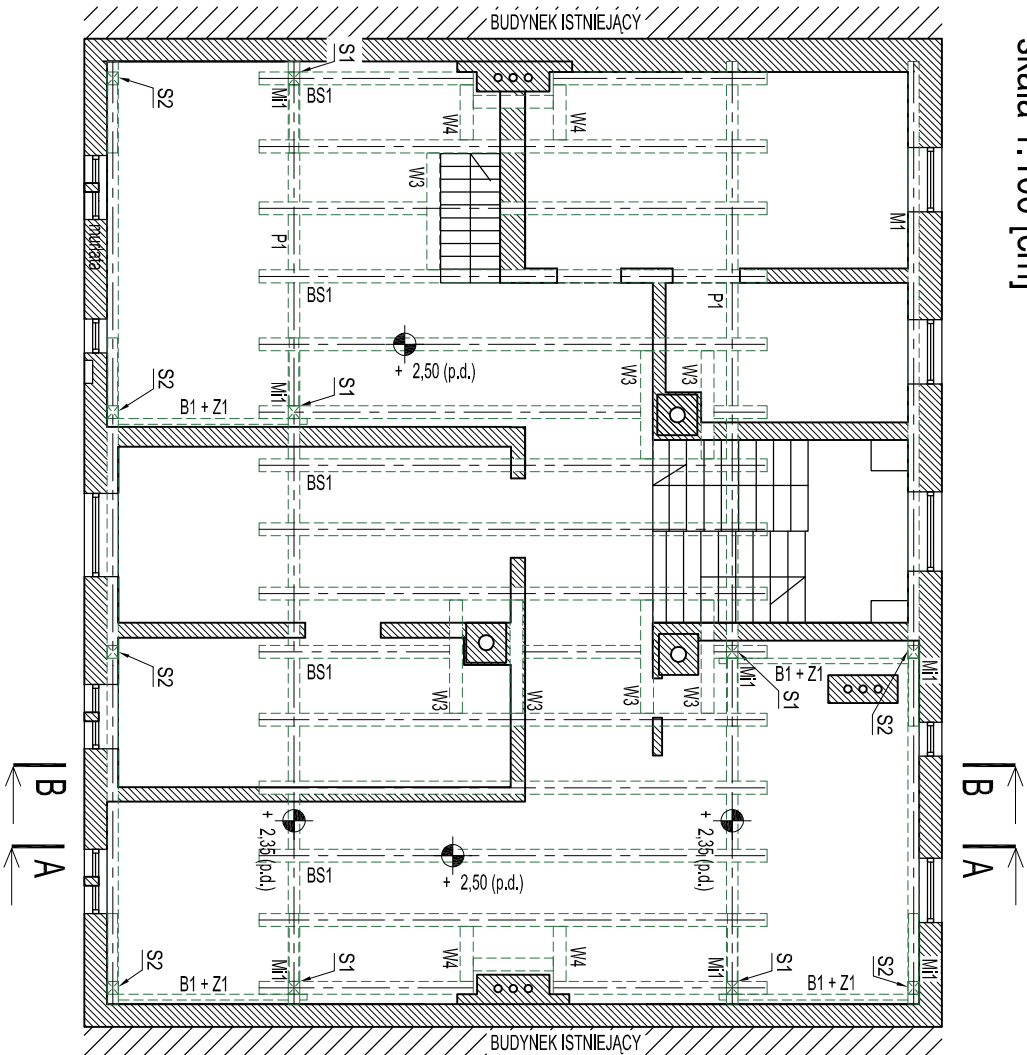 BUDYNEK ISTNIEJĄCY
skala 1:100 [cm]
S1
S2
Mi1
BS1
W4
W4
W3
M1
P1
murłata
BS1
P1
+ 2,50 (p.d.)
W3
W3
S2
Mi1
S1
B1 + Z1
BS1
BS1
S2
Mi1
S1
B1 + Z1
Mi1
S2
W3
W3
W3
W3
B
B
+ 2,35 (p.d.)
+ 2,35 (p.d.)
A
A
BS1
+ 2,50 (p.d.)
S2
Mi1
S1
W4
W4
S1
S2
Mi1
B1 + Z1
B1 + Z1
BUDYNEK ISTNIEJĄCY